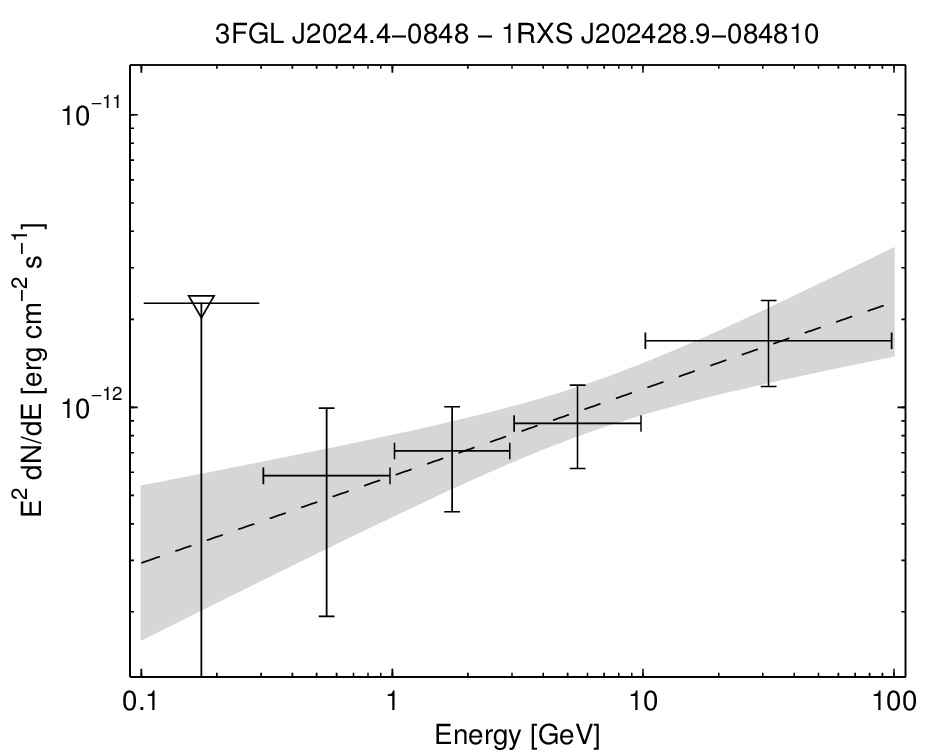 3FGL J2024.4−0848 − 1RXS J202428.9−084810
E² dN/dE [erg cm⁻² s⁻¹]
10⁻¹¹
10⁻¹²
0.1 1 10 100
Energy [GeV]